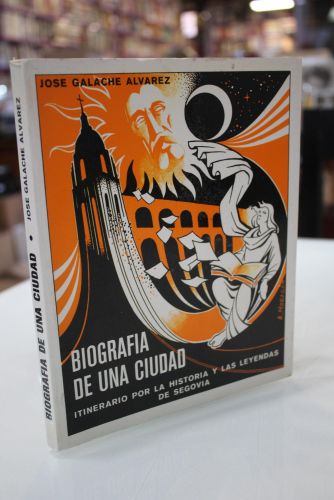 JOSE GALACHE ALVAREZ
BIOGRAFIA
DE UNA CIUDAD
ITINERARIO POR LA HISTORIA Y LAS LEYENDAS
DE SEGOVIA
BIOGRAFIA DE UNA CIUDAD • JOSE GALACHE ALVAREZ